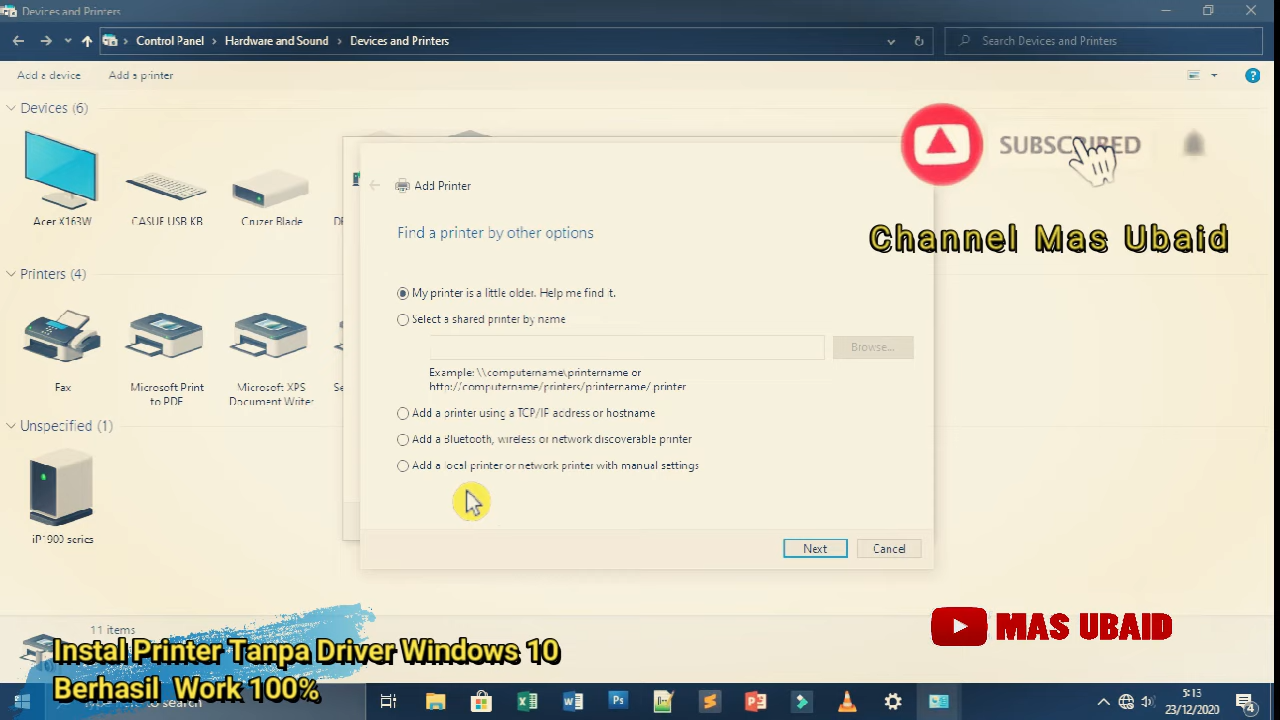 Devices and Printers
Control Panel
Hardware and Sound
Devices and Printers
Search Devices and Printers
Add a device
Add a printer
Devices (6)
Acer X163W
CASUE USB KB
Cruzer Blade
SUBSCRIBED
Channel Mas Ubaid
Printers (4)
Fax
Microsoft Print
to PDF
Microsoft XPS
Document Writer
Unspecified (1)
iP1900 series
Add Printer
Find a printer by other options
My printer is a little older. Help me find it.
Select a shared printer by name
Browse...
Example: \\computername\printername or
http://computername/printers/printername/.printer
Add a printer using a TCP/IP address or hostname
Add a Bluetooth, wireless or network discoverable printer
Add a local printer or network printer with manual settings
Next
Cancel
11 items
MAS UBAID
Instal Printer Tanpa Driver Windows 10
Berhasil Work 100%
here to search
5:13
23/12/2020
4